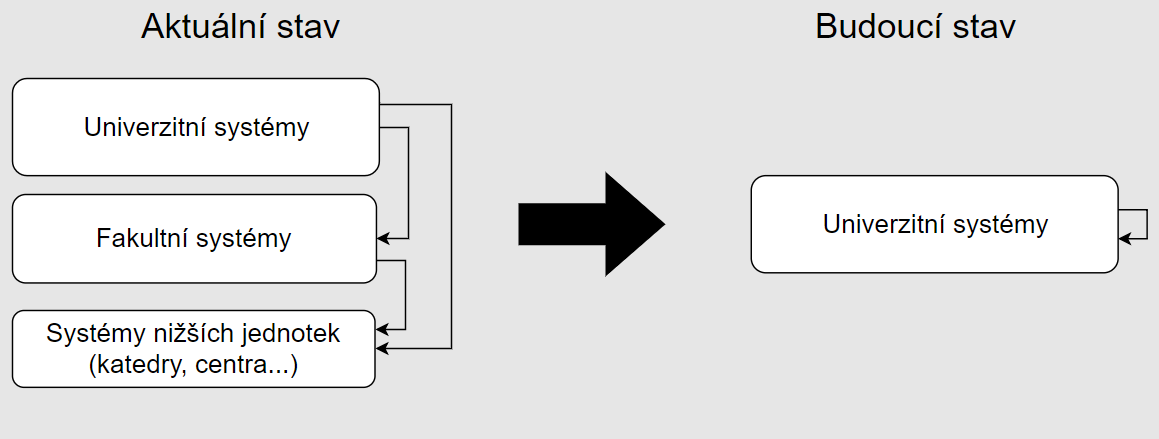 Aktuální stav
Budoucí stav
Univerzitní systémy
Fakultní systémy
Systémy nižších jednotek
(katedry, centra...)
Univerzitní systémy